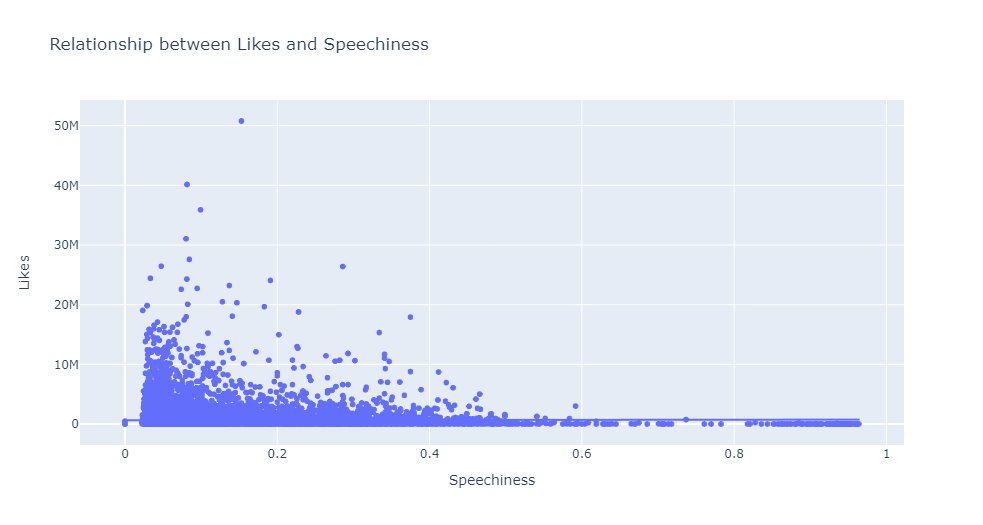 Relationship between Likes and Speechiness
50M
40M
30M
20M
10M
0
Likes
0 0.2 0.4 0.6 0.8 1
Speechiness